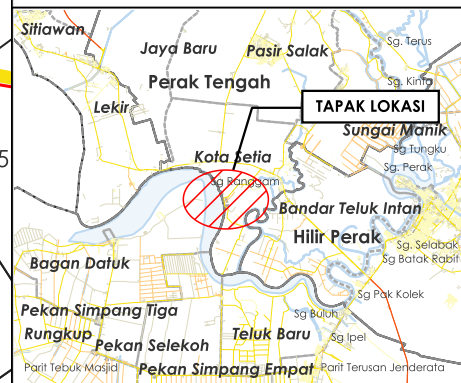 Sitiawan
Jaya Baru
Pasir Salak
Sg. Terus
Perak Tengah
Sg. Kinta
Lekir
TAPAK LOKASI
Sungai Manik
5
Kota Setia
Sg Tungku
Sg. Perak
Sg Ranggam
Bandar Teluk Intan
Hilir Perak
Sg. Selabak
Sg Batak Rabit
Bagan Datuk
Sg Pak Kolek
Pekan Simpang Tiga
Sg Buluh
Rungkup
Teluk Baru
Pekan Selekoh
Sg Ipel
Parit Tebuk Masjid
Pekan Simpang Empat
Parit Terusan Jenderata